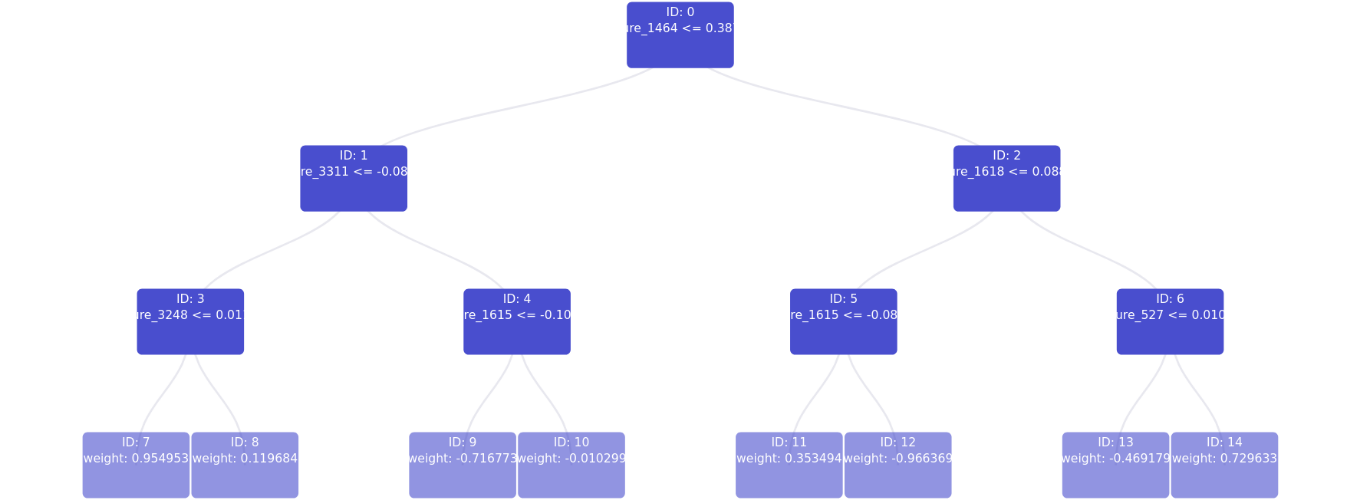 ID: 0
ure_1464 <= 0.387
ID: 1
re_3311 <= -0.08
ID: 2
ure_1618 <= 0.088
ID: 3
ure_3248 <= 0.01
ID: 4
re_1615 <= -0.10
ID: 5
re_1615 <= -0.08
ID: 6
ure_527 <= 0.010
ID: 7
weight: 0.954953
ID: 8
weight: 0.119684
ID: 9
weight: -0.716773
ID: 10
weight: -0.010299
ID: 11
weight: 0.353494
ID: 12
weight: -0.966369
ID: 13
weight: -0.469179
ID: 14
weight: 0.729633